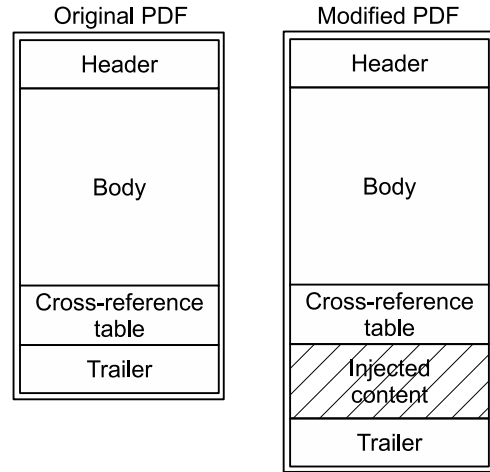 Original PDF
Header
Body
Cross-reference
table
Trailer
Modified PDF
Header
Body
Cross-reference
table
Injected
content
Trailer